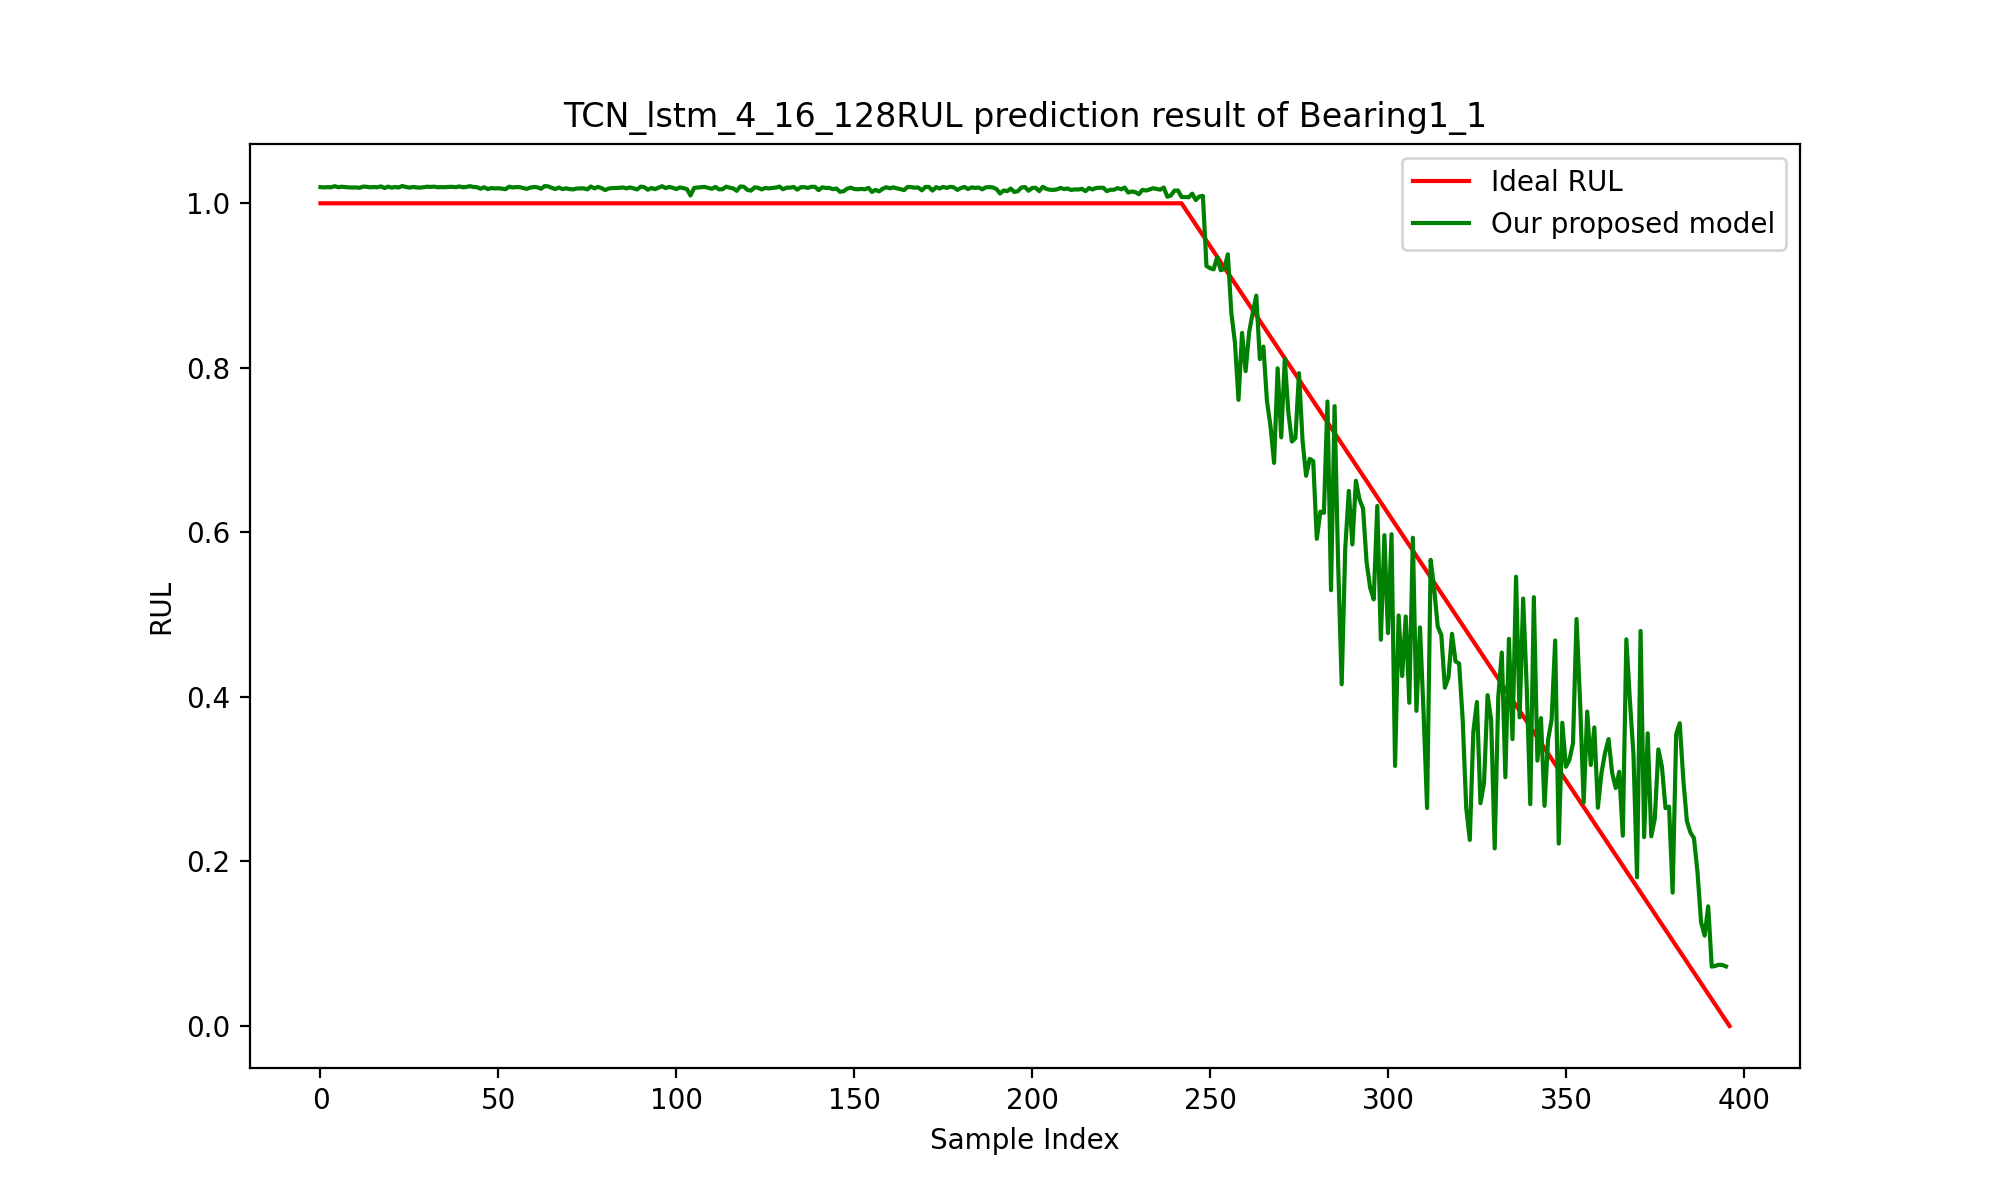 TCN_lstm_4_16_128RUL prediction result of Bearing1_1
Ideal RUL
Our proposed model
1.0
0.8
0.6
0.4
0.2
0.0
RUL
0 50 100 150 200 250 300 350 400
Sample Index